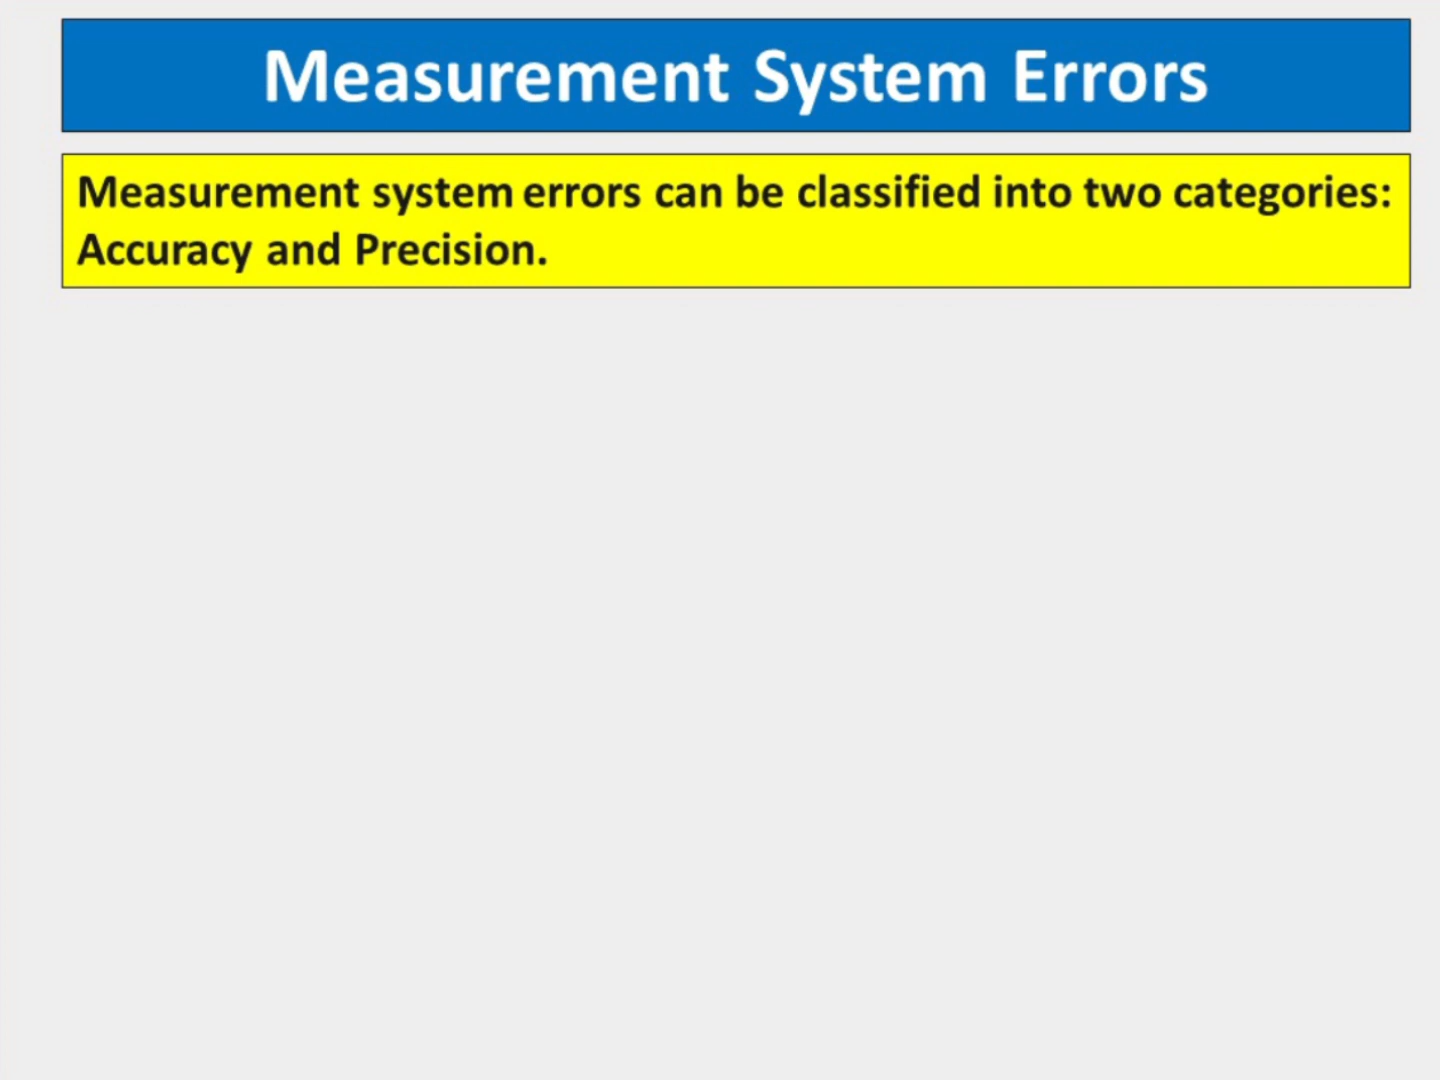 Measurement System Errors
Measurement system errors can be classified into two categories:
Accuracy and Precision.